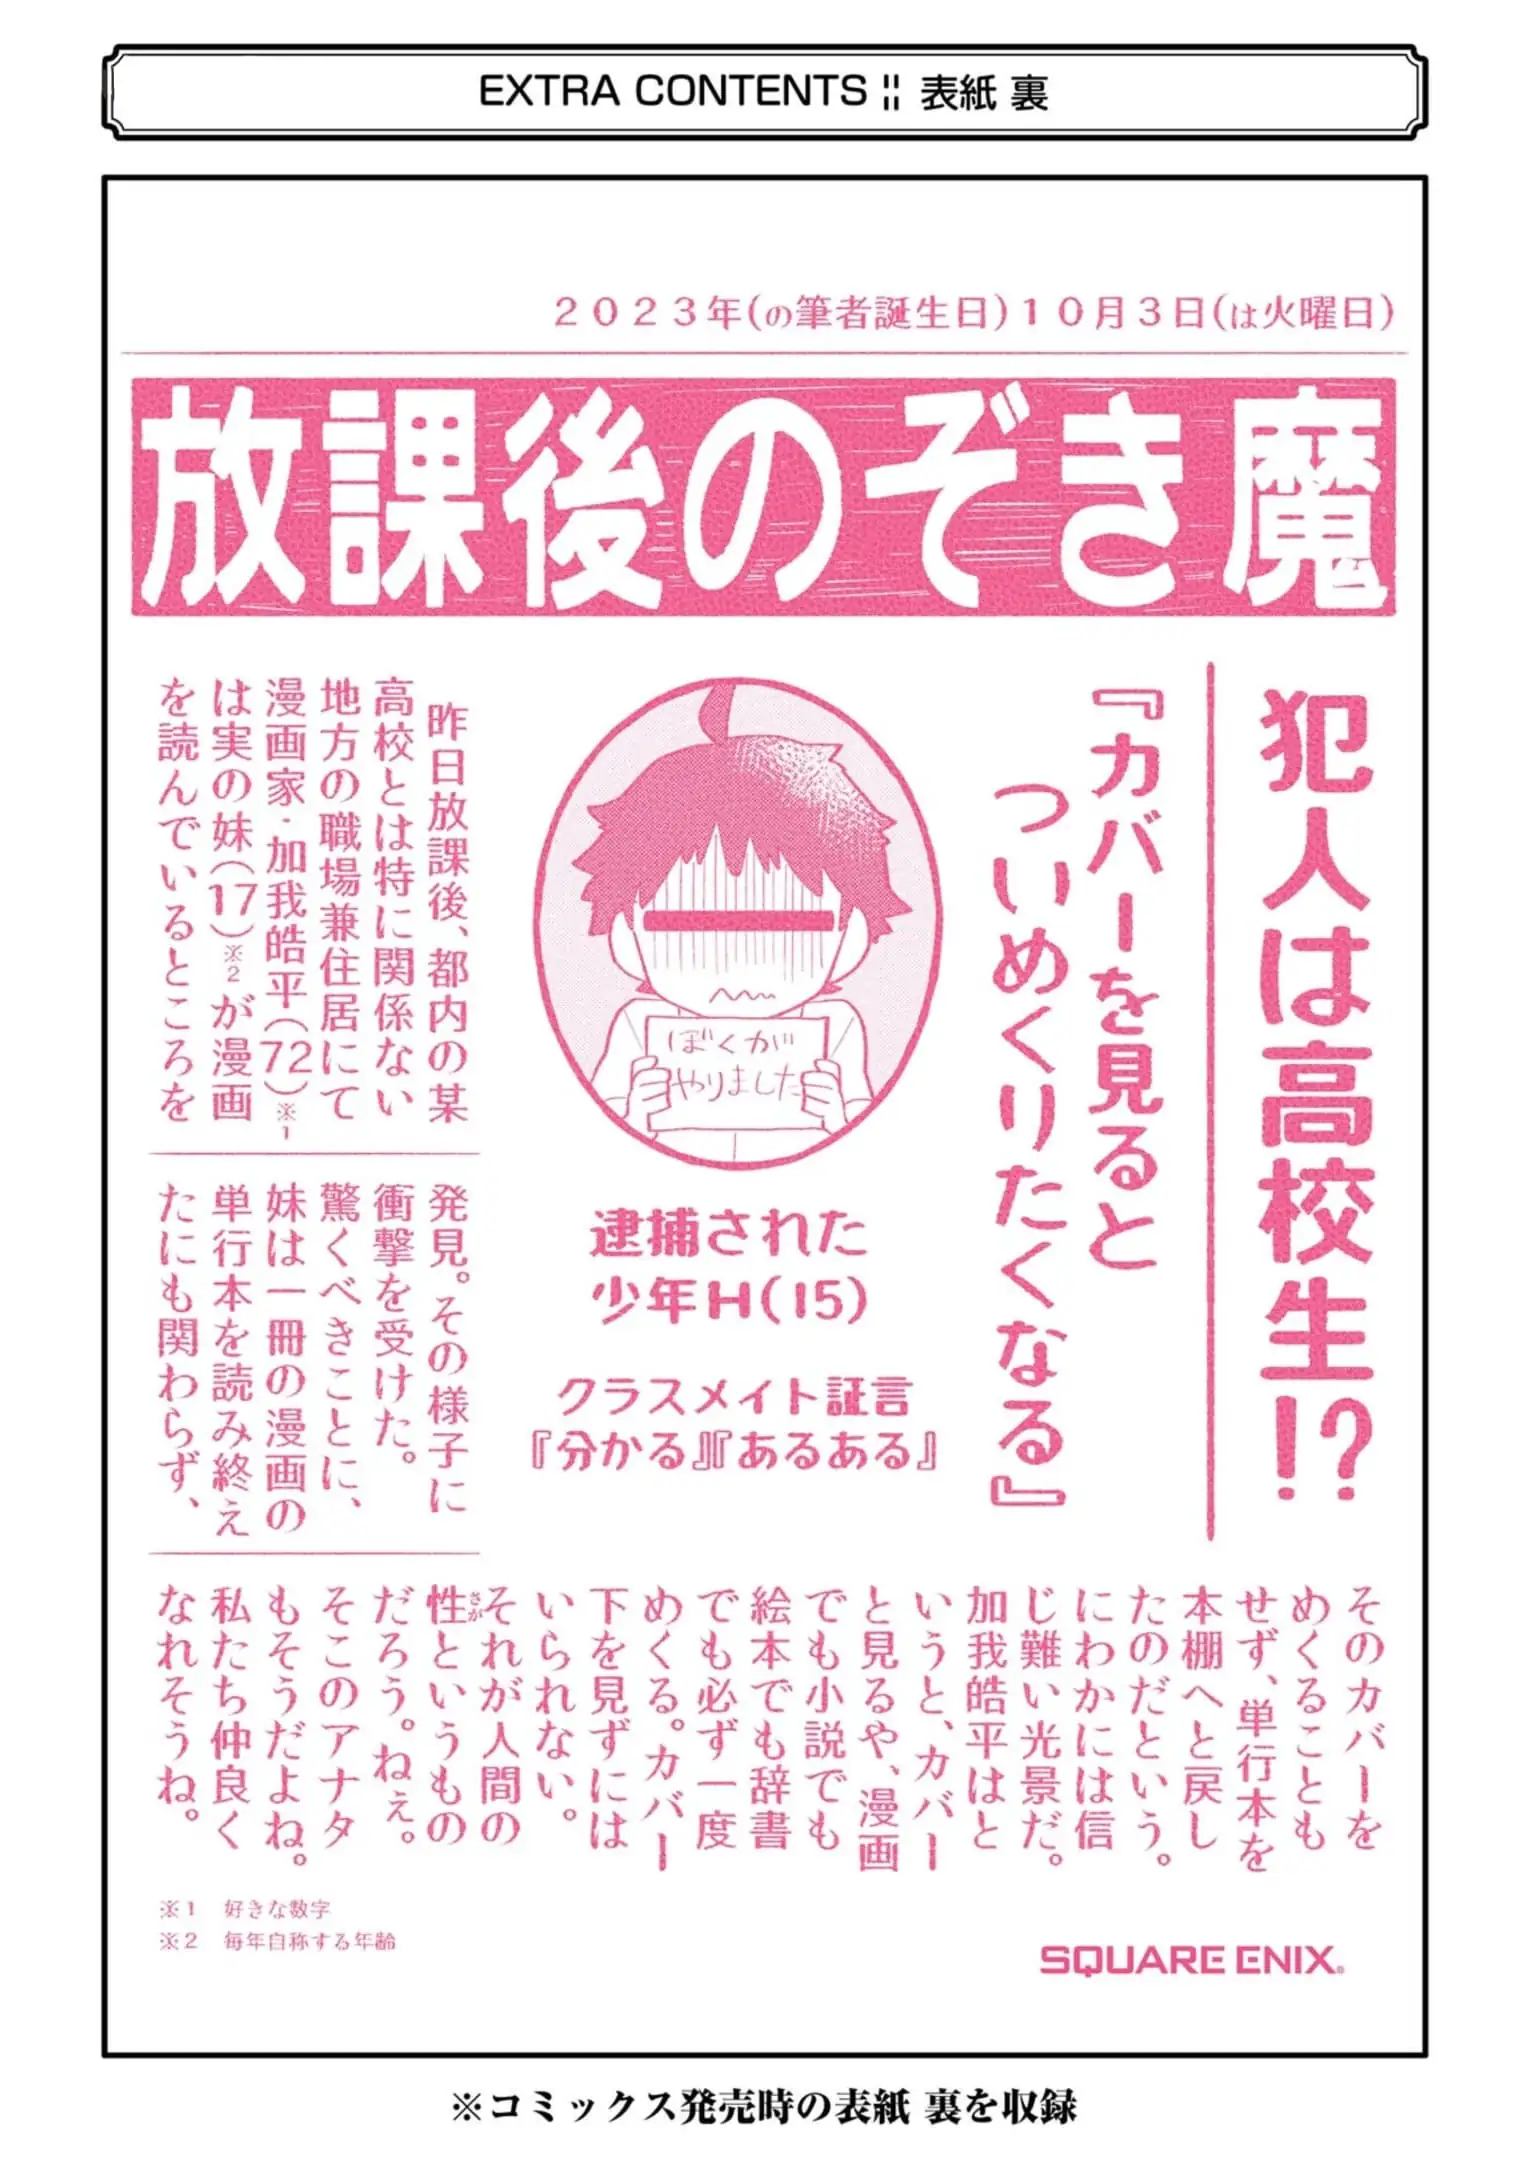 EXTRA CONTENTS :: 表紙 裏
2023年(の筆者誕生日)10月3日(は火曜日)
放課後のぞき魔
犯人は高校生!?
『カバーを見ると
ついめくりたくなる』
ぼくが
やりました
逮捕された
少年H(15)
クラスメイト証言
『分かる』『あるある』
昨日放課後、都内の某
高校とは特に関係ない
地方の職場兼住居にて
漫画家・加我皓平(72)※1
は実の妹(17)※2が漫画
を読んでいるところを
発見。その様子に
衝撃を受けた。
驚くべきことに、
妹は一冊の漫画の
単行本を読み終え
たにも関わらず、
そのカバーを
めくることも
せず、単行本を
本棚へと戻し
たのだという。
にわかには信
じ難い光景だ。
加我皓平はと
いうと、カバー
と見るや、漫画
でも小説でも
絵本でも辞書
でも必ず一度
めくる。カバー
下を見ずには
いられない。
それが人間の
性というもの
さが
だろう。ねぇ。
そこのアナタ
もそうだよね。
私たち仲良く
なれそうね。
※1 好きな数字
※2 毎年自称する年齢
SQUARE ENIX®
※コミックス発売時の表紙 裏を収録